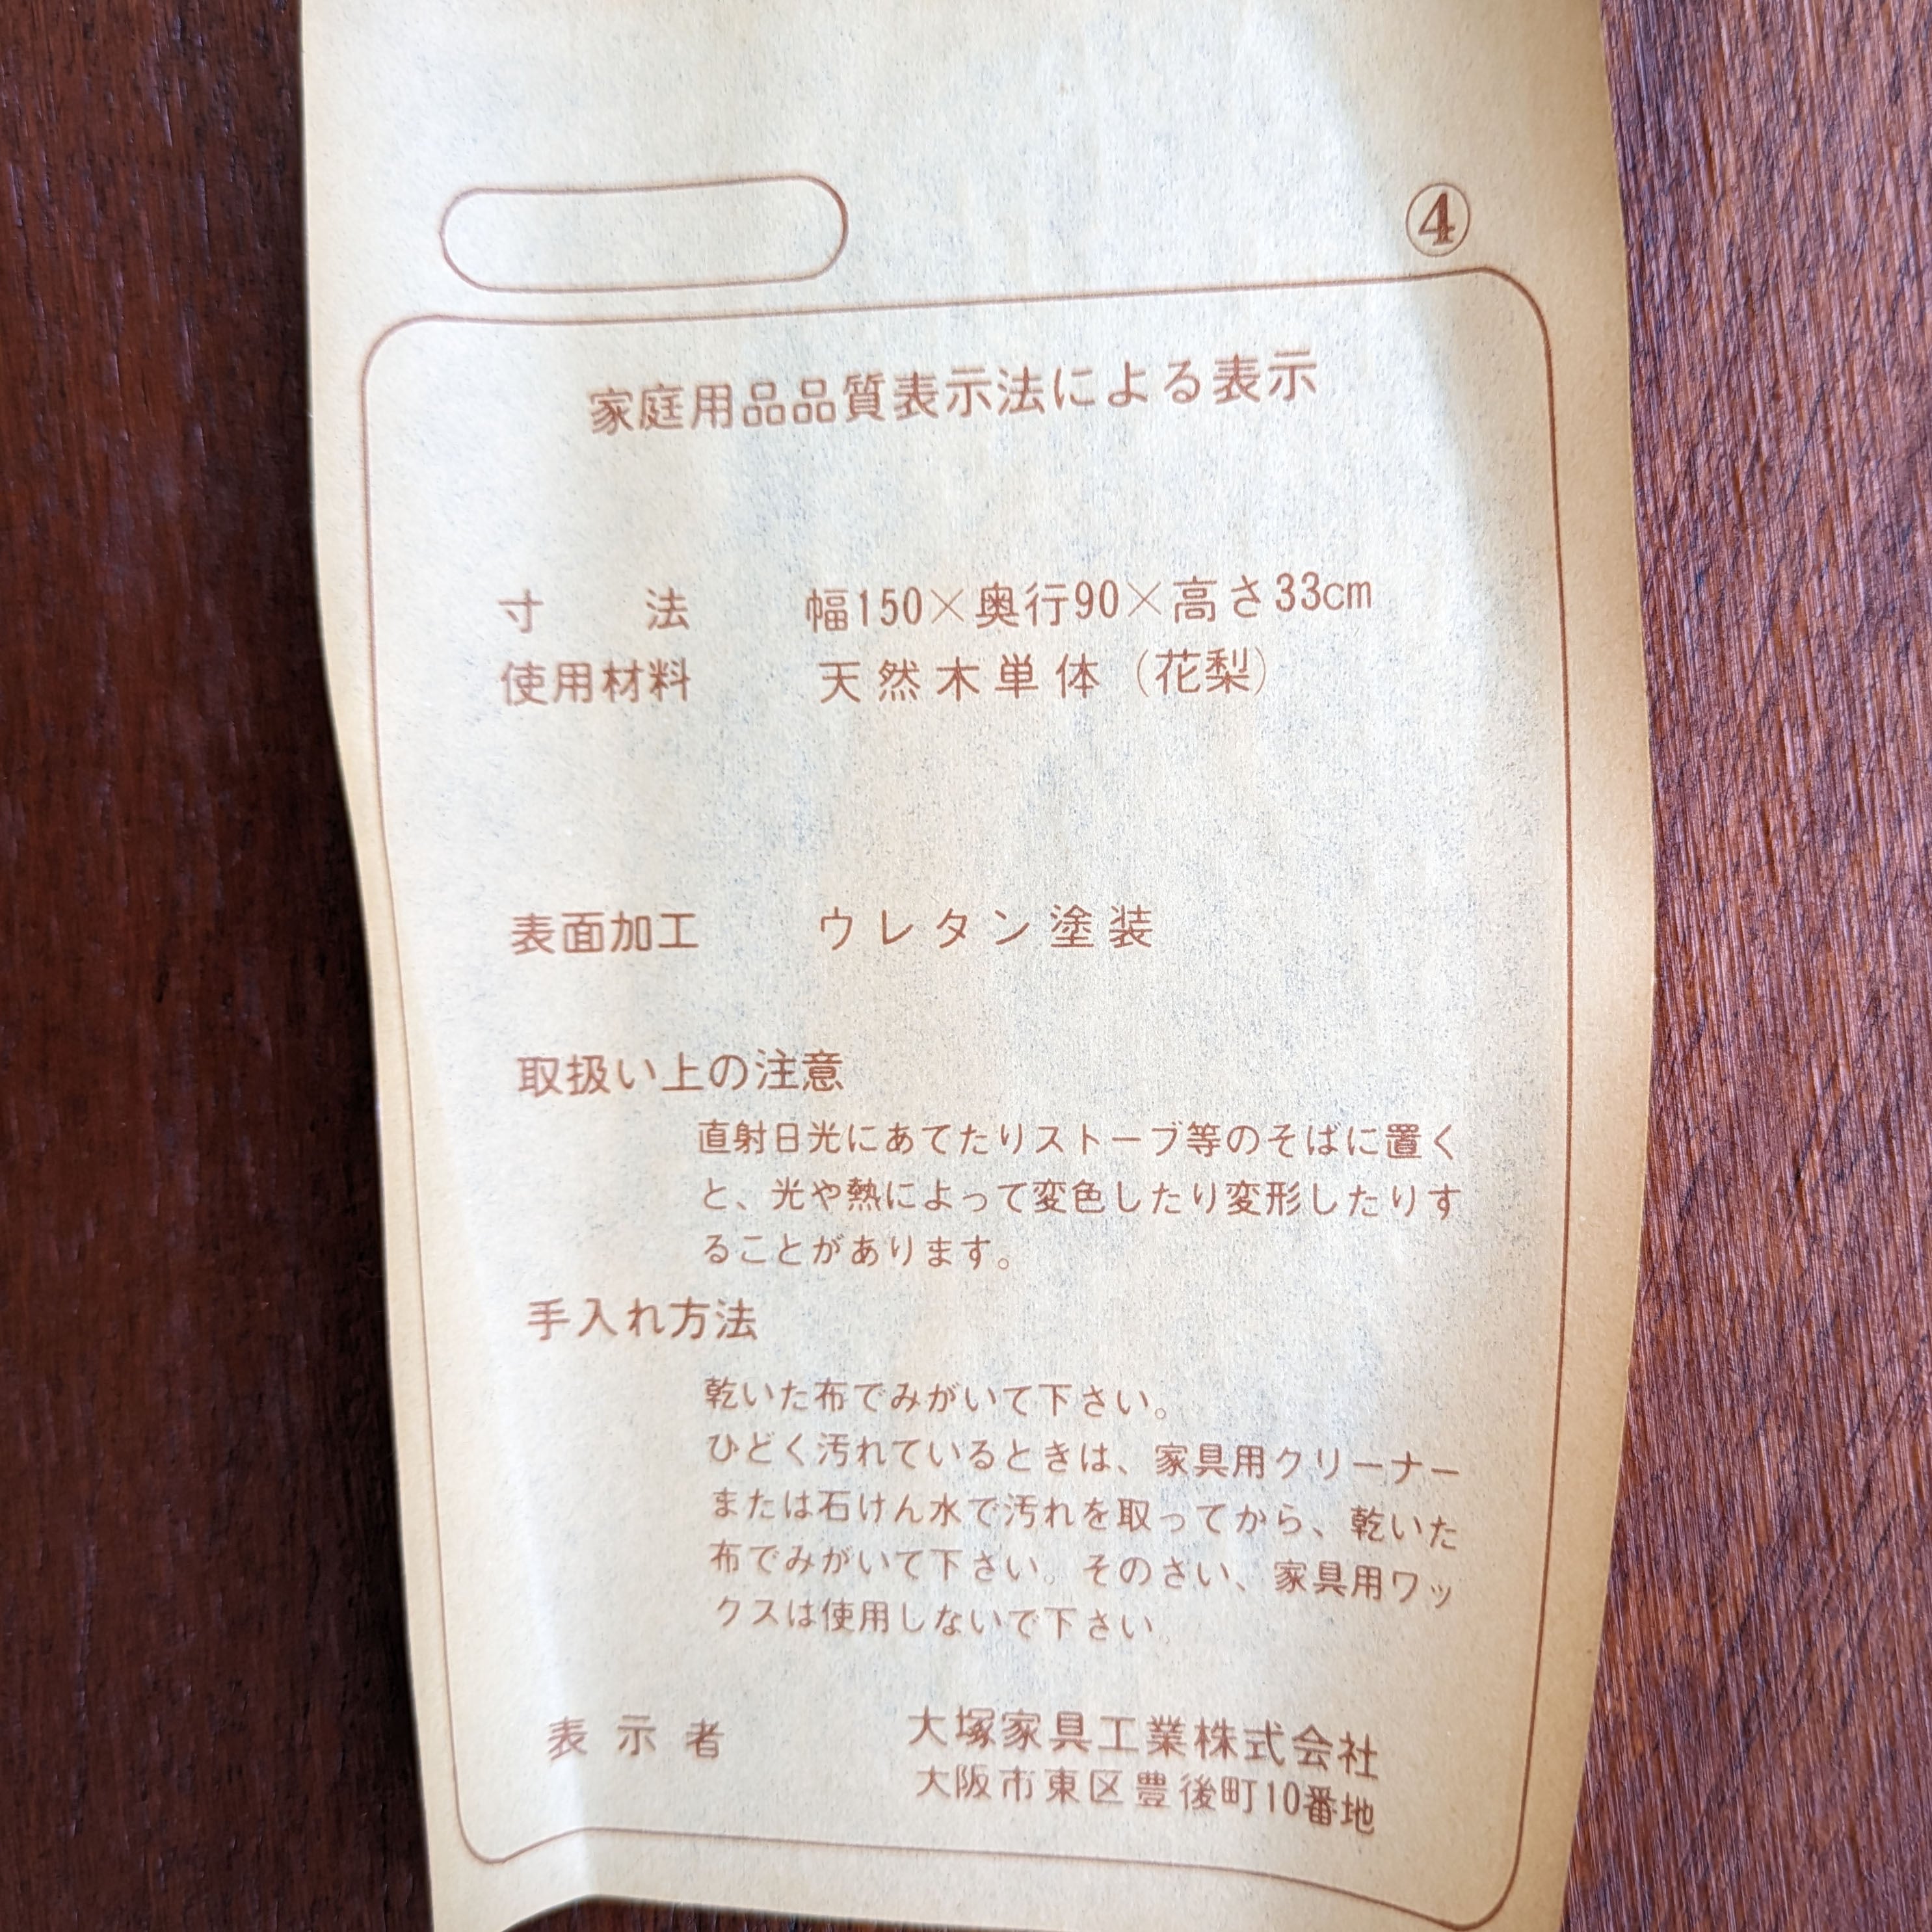 ④
家庭用品品質表示法による表示
寸 法 幅150×奥行90×高さ33cm
使用材料 天然木単体（花梨）
表面加工 ウレタン塗装
取扱い上の注意
直射日光にあてたりストーブ等のそばに置く
と、光や熱によって変色したり変形したりす
ることがあります。
手入れ方法
乾いた布でみがいて下さい。
ひどく汚れているときは、家具用クリーナー
または石けん水で汚れを取ってから、乾いた
布でみがいて下さい。そのさい、家具用ワッ
クスは使用しないで下さい。
表示者 大塚家具工業株式会社
大阪市東区豊後町10番地